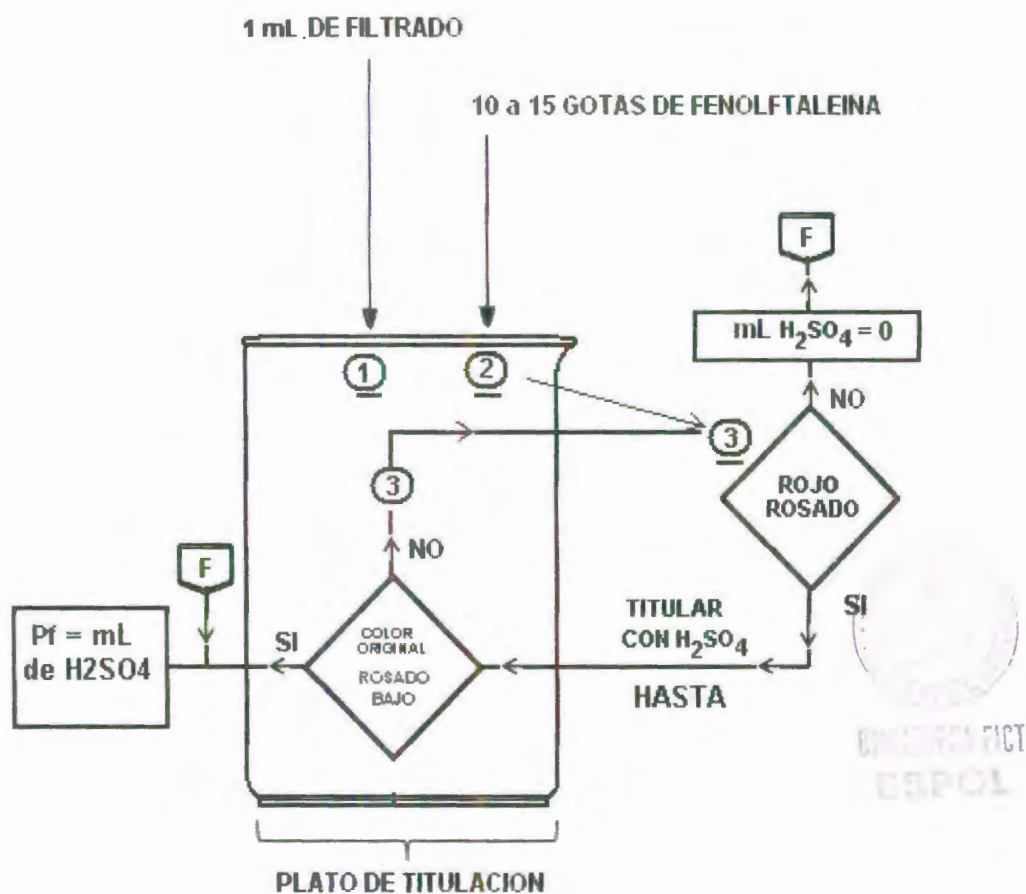 1 mL. DE FILTRADO
10 a 15 GOTAS DE FENOLFTALEINA
F
mL H₂SO₄ = 0
NO
1
2
3
ROJO
ROSADO
3
NO
F
SI
TITULAR
CON H₂SO₄
HASTA
SI
COLOR
ORIGINAL
ROSADO
BAJO
Pf = mL
de H2SO4
ESPOL
PLATO DE TITULACION